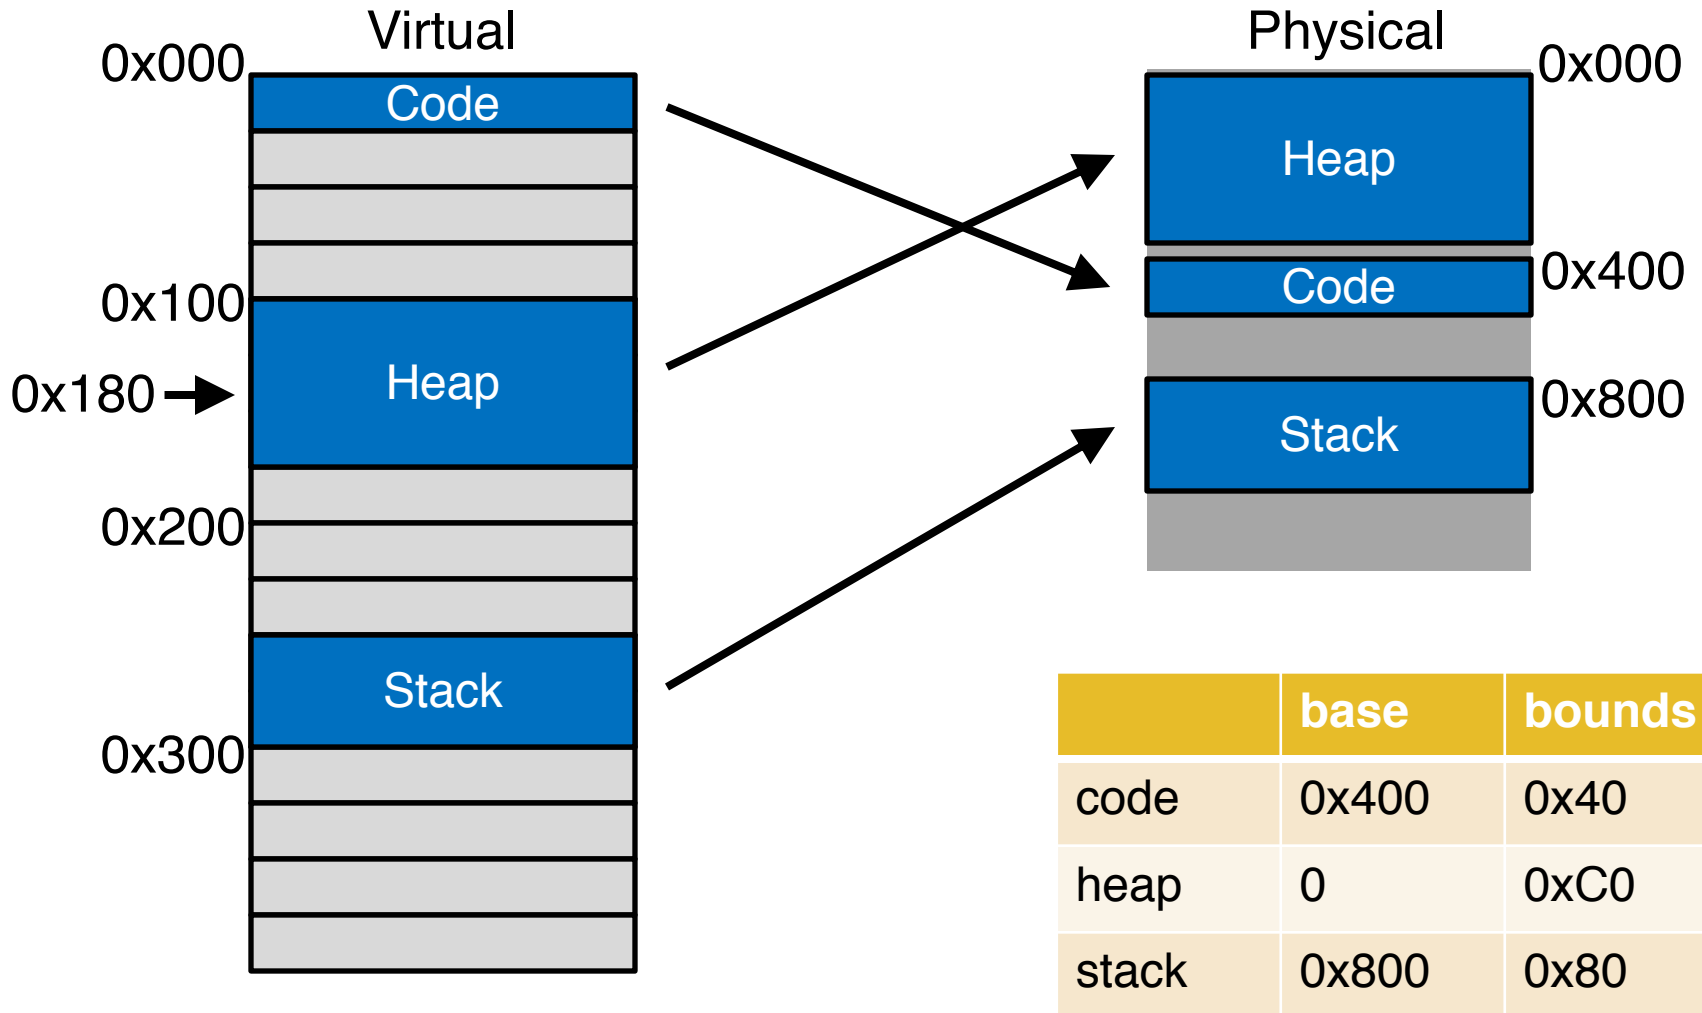 Virtual
0x000
Code
0x100
Heap
0x180
0x200
Stack
0x300
Physical
0x000
Heap
0x400
Code
0x800
Stack
base bounds
code 0x400 0x40
heap 0 0xC0
stack 0x800 0x80